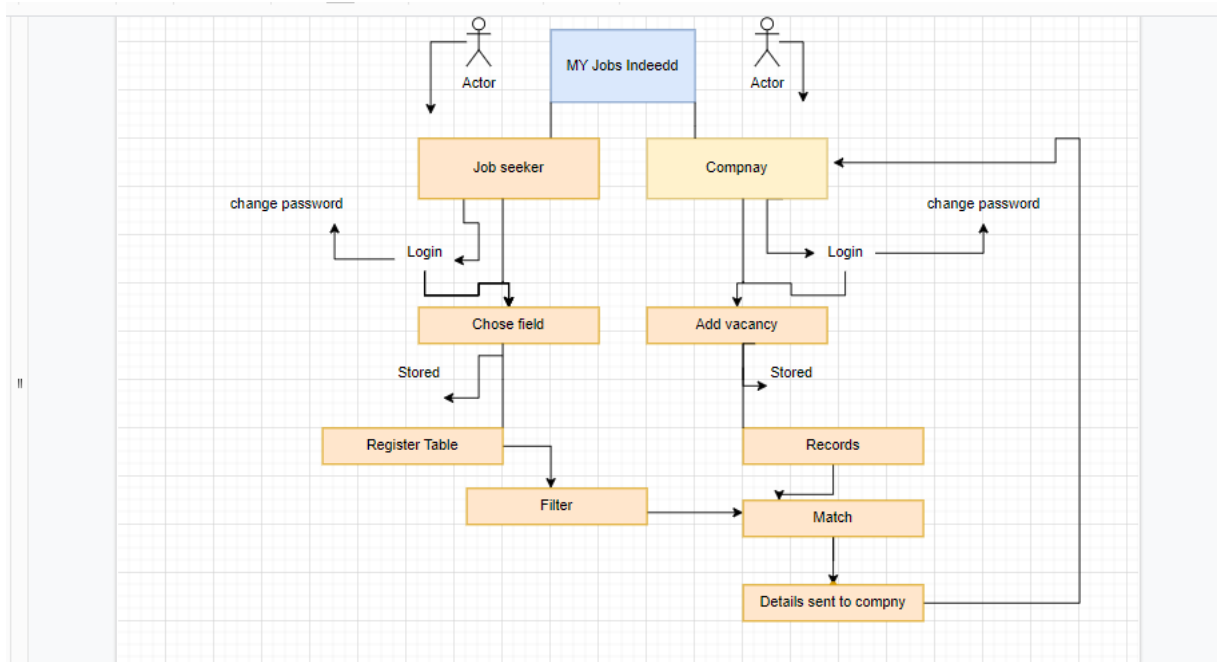 MY Jobs Indeedd
Actor
Actor
Job seeker
Compnay
change password
change password
Login
Login
Chose field
Add vacancy
Stored
Stored
Register Table
Records
Filter
Match
Details sent to compny